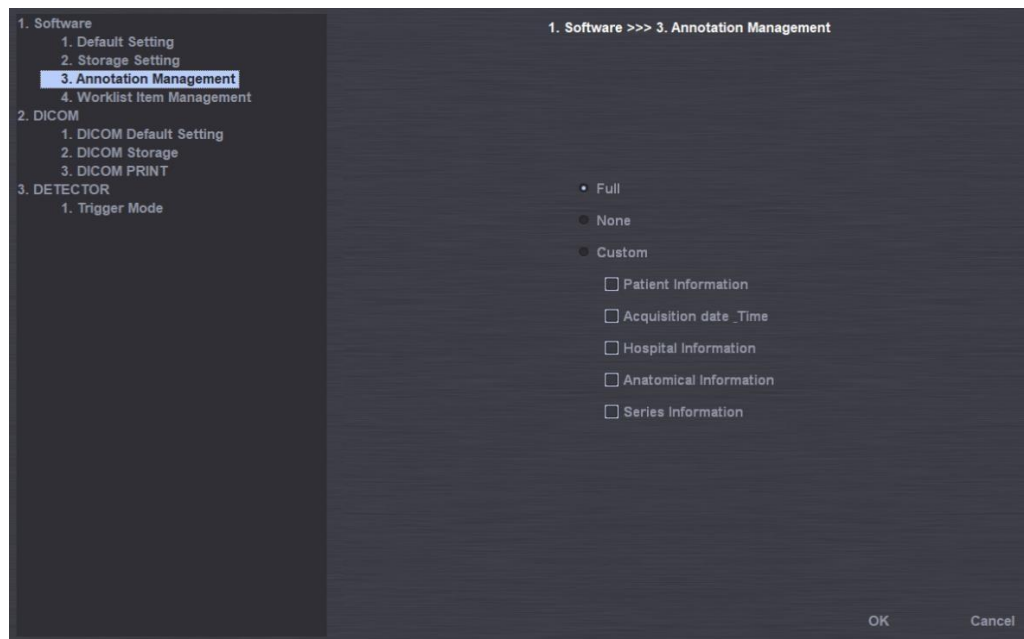 1. Software
1. Default Setting
2. Storage Setting
3. Annotation Management
4. Worklist Item Management
2. DICOM
1. DICOM Default Setting
2. DICOM Storage
3. DICOM PRINT
3. DETECTOR
1. Trigger Mode
1. Software >>> 3. Annotation Management
Full
None
Custom
Patient Information
Acquisition date _Time
Hospital Information
Anatomical Information
Series Information
OK Cancel